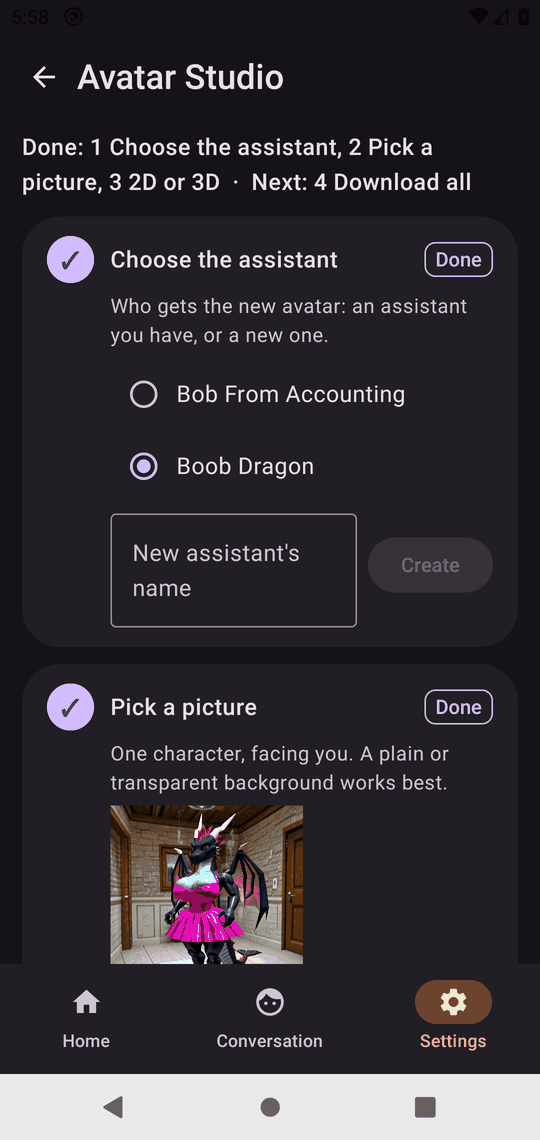 5:58
Avatar Studio
Done: 1 Choose the assistant, 2 Pick a
picture, 3 2D or 3D · Next: 4 Download all
Choose the assistant
Done
Who gets the new avatar: an assistant
you have, or a new one.
Bob From Accounting
Boob Dragon
New assistant's
name
Create
Pick a picture
Done
One character, facing you. A plain or
transparent background works best.
Home
Conversation
Settings